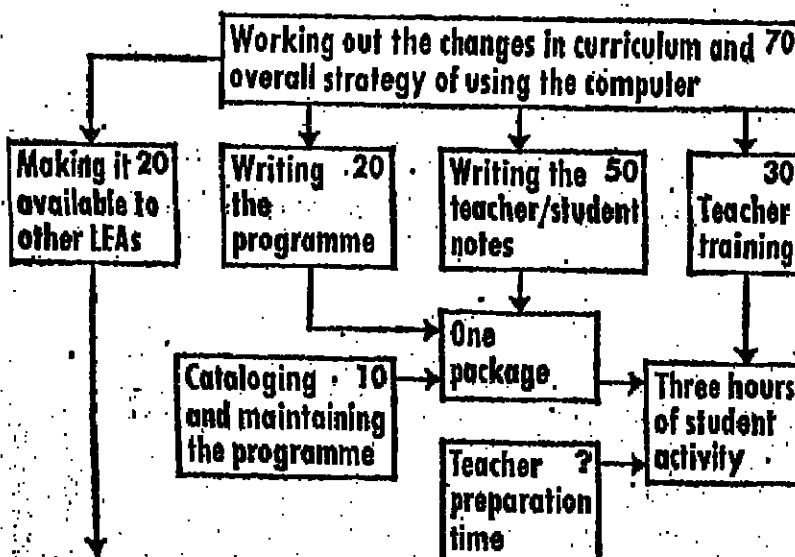 Working out the changes in curriculum and 70
overall strategy of using the computer
Making it 20
available to
other LEAs
Writing 20
the
programme
Writing the 50
teacher/student
notes
30
Teacher
training
One
package
Cataloging 10
and maintaining
the programme
Three hours
of student
activity
Teacher ?
preparation
time